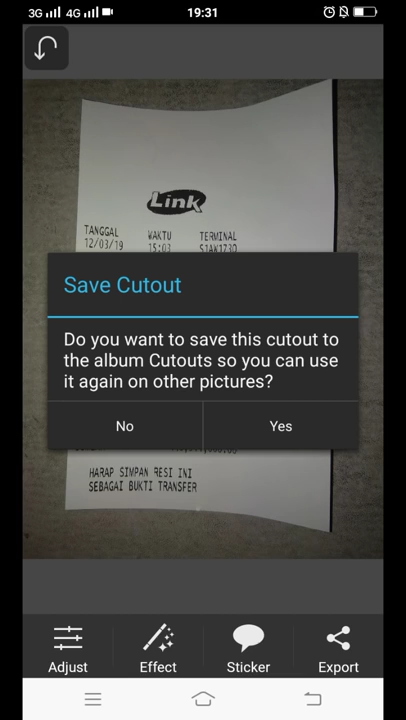 3G 4G 19:31
Link
TANGGAL WAKTU TERMINAL
12/03/19 15:03 S1AW1Z3D
Save Cutout
Do you want to save this cutout to
the album Cutouts so you can use
it again on other pictures?
No Yes
HARAP SIMPAN RESI INI
SEBAGAI BUKTI TRANSFER
Adjust Effect Sticker Export